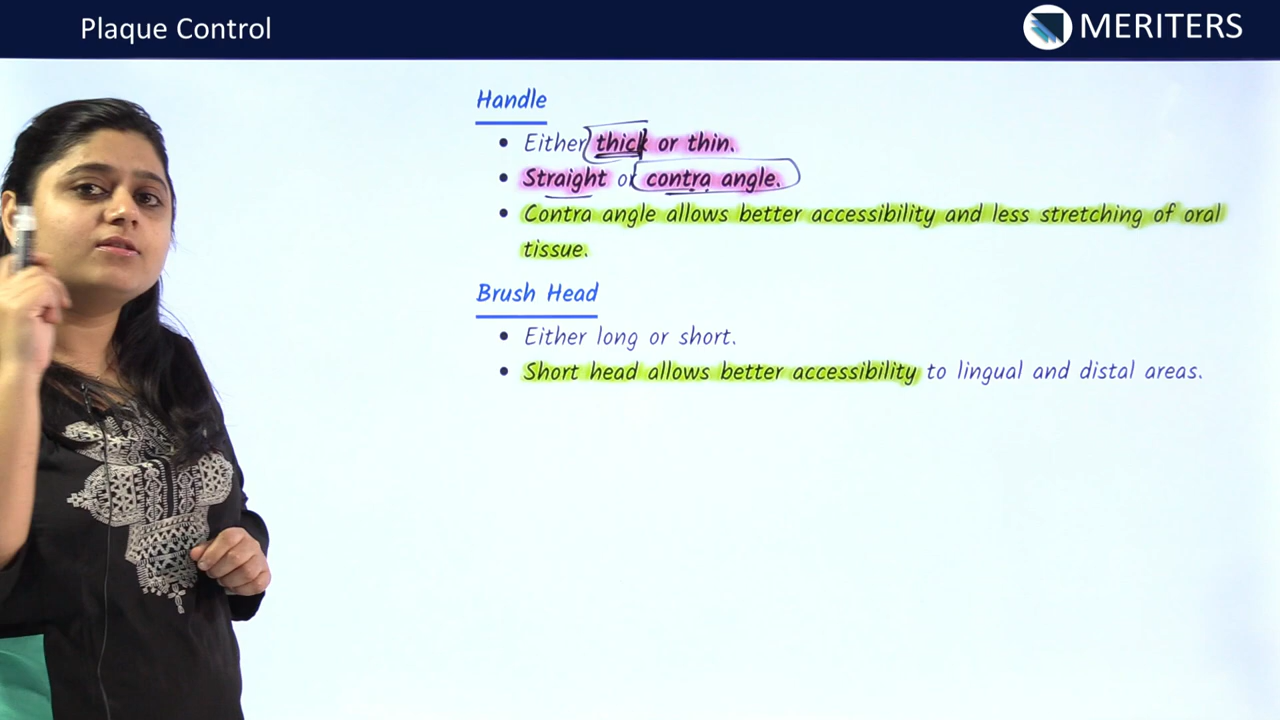 Plaque Control
MERITERS
Handle
• Either thick or thin.
• Straight or contra angle.
• Contra angle allows better accessibility and less stretching of oral
tissue.
Brush Head
• Either long or short.
• Short head allows better accessibility to lingual and distal areas.